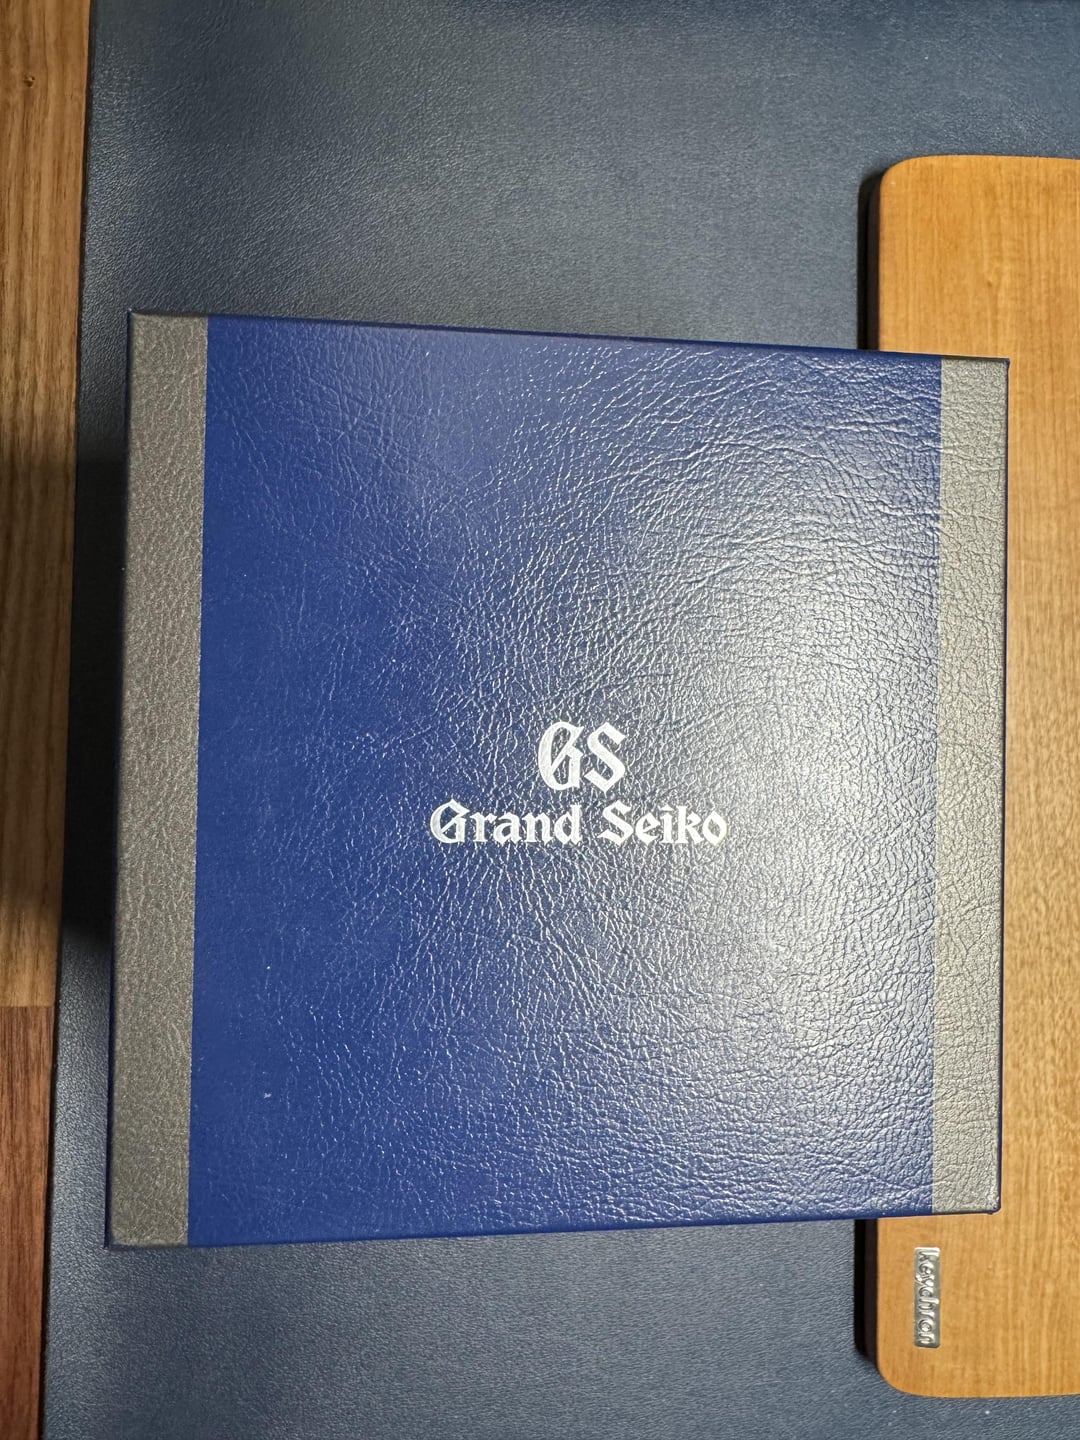 GS
Grand Seiko
keychron